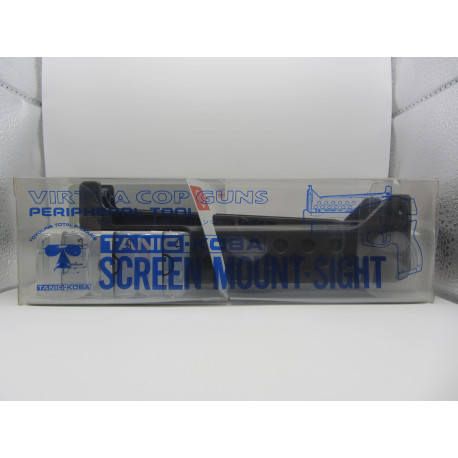 VIRTUA COP GUNS
PERIPHERAL TOOL
TANIO·KOBA
SCREEN MOUNT·SIGHT
TANIO·KOBA